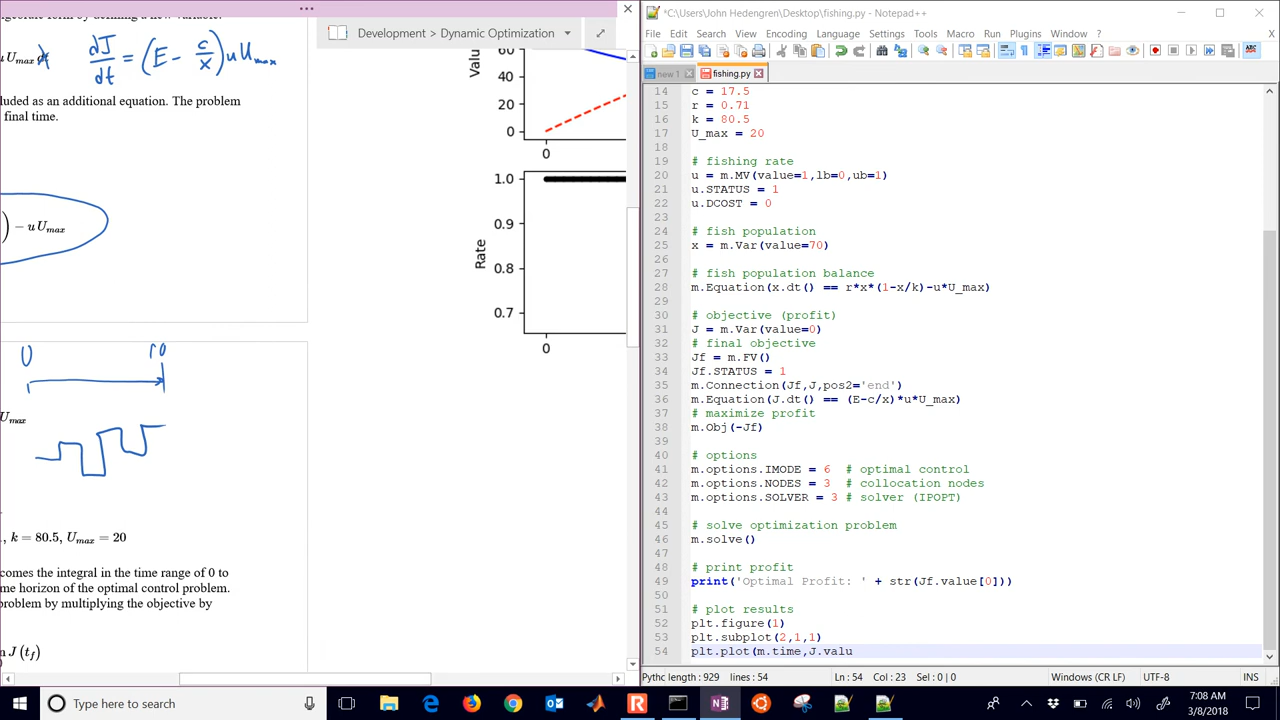 *C:\Users\John Hedengren\Desktop\fishing.py - Notepad++
File Edit Search View Encoding Language Settings Tools Macro Run Plugins Window ? X
new 1 fishing.py
Development > Dynamic Optimization
u U_max dt
dJ/dt = (E - c/x) u U_max
cluded as an additional equation. The problem
final time.
) − u U_max
0 10
U_max
, k = 80.5, U_max = 20
comes the integral in the time range of 0 to
me horizon of the optimal control problem.
problem by multiplying the objective by
n J (t_f)
60
40
20
0
0
1.0
0.9
Rate
0.8
0.7
0
14 c = 17.5
15 r = 0.71
16 k = 80.5
17 U_max = 20
18
19 # fishing rate
20 u = m.MV(value=1,lb=0,ub=1)
21 u.STATUS = 1
22 u.DCOST = 0
23
24 # fish population
25 x = m.Var(value=70)
26
27 # fish population balance
28 m.Equation(x.dt() == r*x*(1-x/k)-u*U_max)
29
30 # objective (profit)
31 J = m.Var(value=0)
32 # final objective
33 Jf = m.FV()
34 Jf.STATUS = 1
35 m.Connection(Jf,J,pos2='end')
36 m.Equation(J.dt() == (E-c/x)*u*U_max)
37 # maximize profit
38 m.Obj(-Jf)
39
40 # options
41 m.options.IMODE = 6 # optimal control
42 m.options.NODES = 3 # collocation nodes
43 m.options.SOLVER = 3 # solver (IPOPT)
44
45 # solve optimization problem
46 m.solve()
47
48 # print profit
49 print('Optimal Profit: ' + str(Jf.value[0]))
50
51 # plot results
52 plt.figure(1)
53 plt.subplot(2,1,1)
54 plt.plot(m.time,J.valu
Pythc length : 929 lines : 54 Ln : 54 Col : 23 Sel : 0 | 0 Windows (CR LF) UTF-8 INS
Type here to search
7:08 AM
3/8/2018